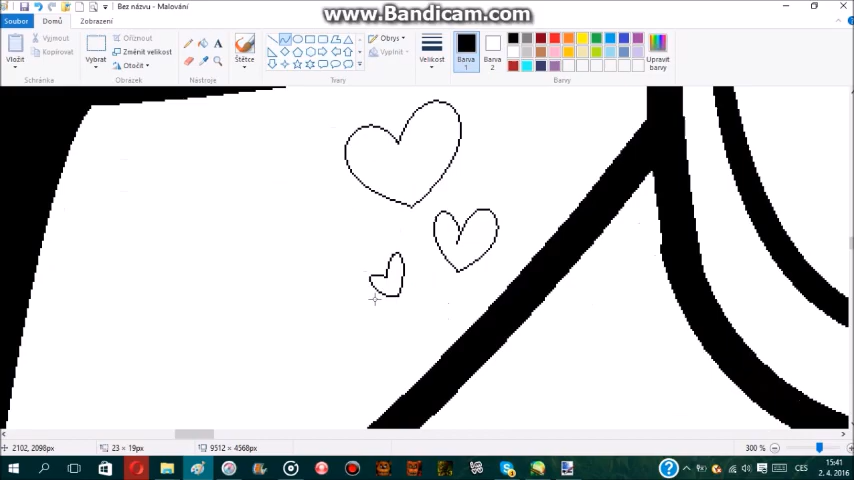 www.Bandicam.com
Bez názvu - Malování
Soubor Domů Zobrazení
Vyjmout
Kopírovat
Vložit
Schránka
Vybrat
Oříznout
Změnit velikost
Otočit
Obrázek
Nástroje
Štětce
Obrys
Vyplnit
Tvary
Velikost
Barva 1
Barva 2
Upravit barvy
Barvy
2102, 2098px
23 × 19px
9512 × 4568px
300 %
CES
15:41
2. 4. 2016